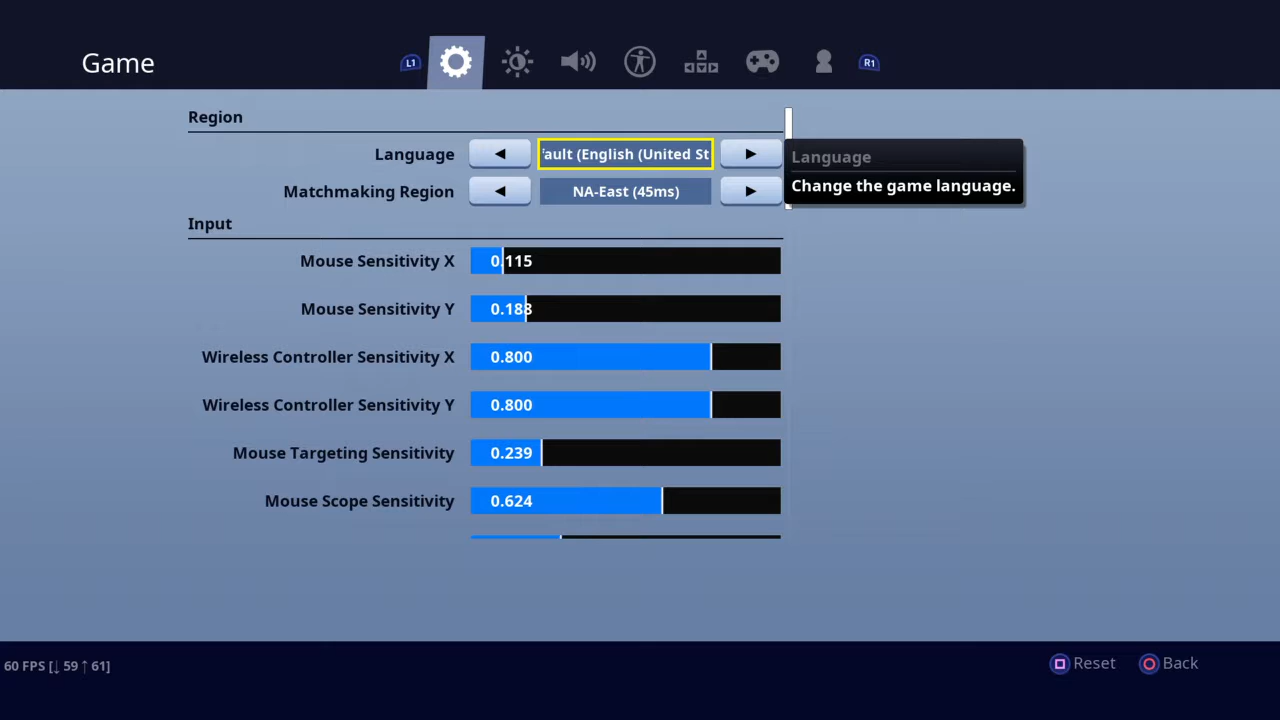 Game
L1
R1
Region
Language
ault (English (United St
Language
Change the game language.
Matchmaking Region
NA-East (45ms)
Input
Mouse Sensitivity X
0.115
Mouse Sensitivity Y
0.188
Wireless Controller Sensitivity X
0.800
Wireless Controller Sensitivity Y
0.800
Mouse Targeting Sensitivity
0.239
Mouse Scope Sensitivity
0.624
60 FPS [↓ 59 ↑ 61]
Reset
Back